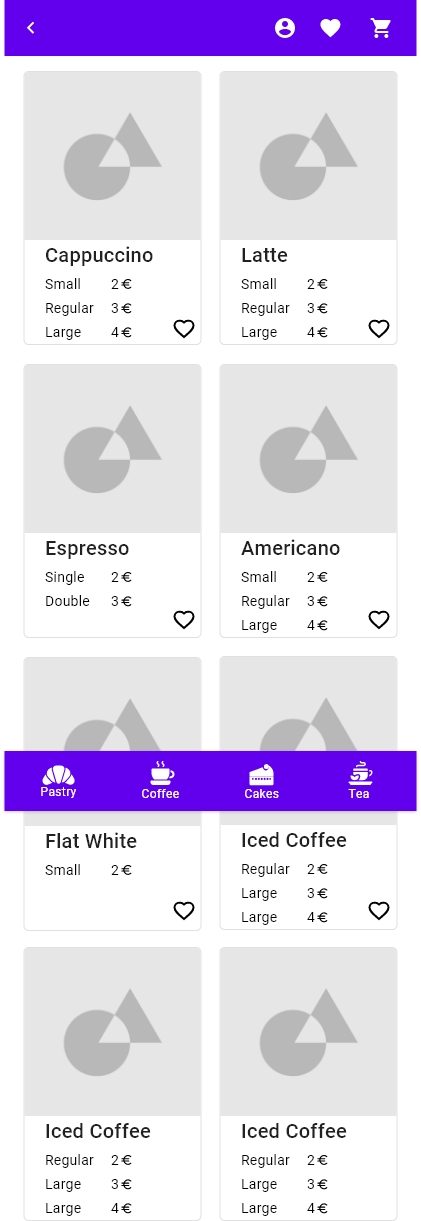 Cappuccino
Small 2 €
Regular 3 €
Large 4 €
Latte
Small 2 €
Regular 3 €
Large 4 €
Espresso
Single 2 €
Double 3 €
Americano
Small 2 €
Regular 3 €
Large 4 €
Pastry Coffee Cakes Tea
Flat White
Small 2 €
Iced Coffee
Regular 2 €
Large 3 €
Large 4 €
Iced Coffee
Regular 2 €
Large 3 €
Large 4 €
Iced Coffee
Regular 2 €
Large 3 €
Large 4 €